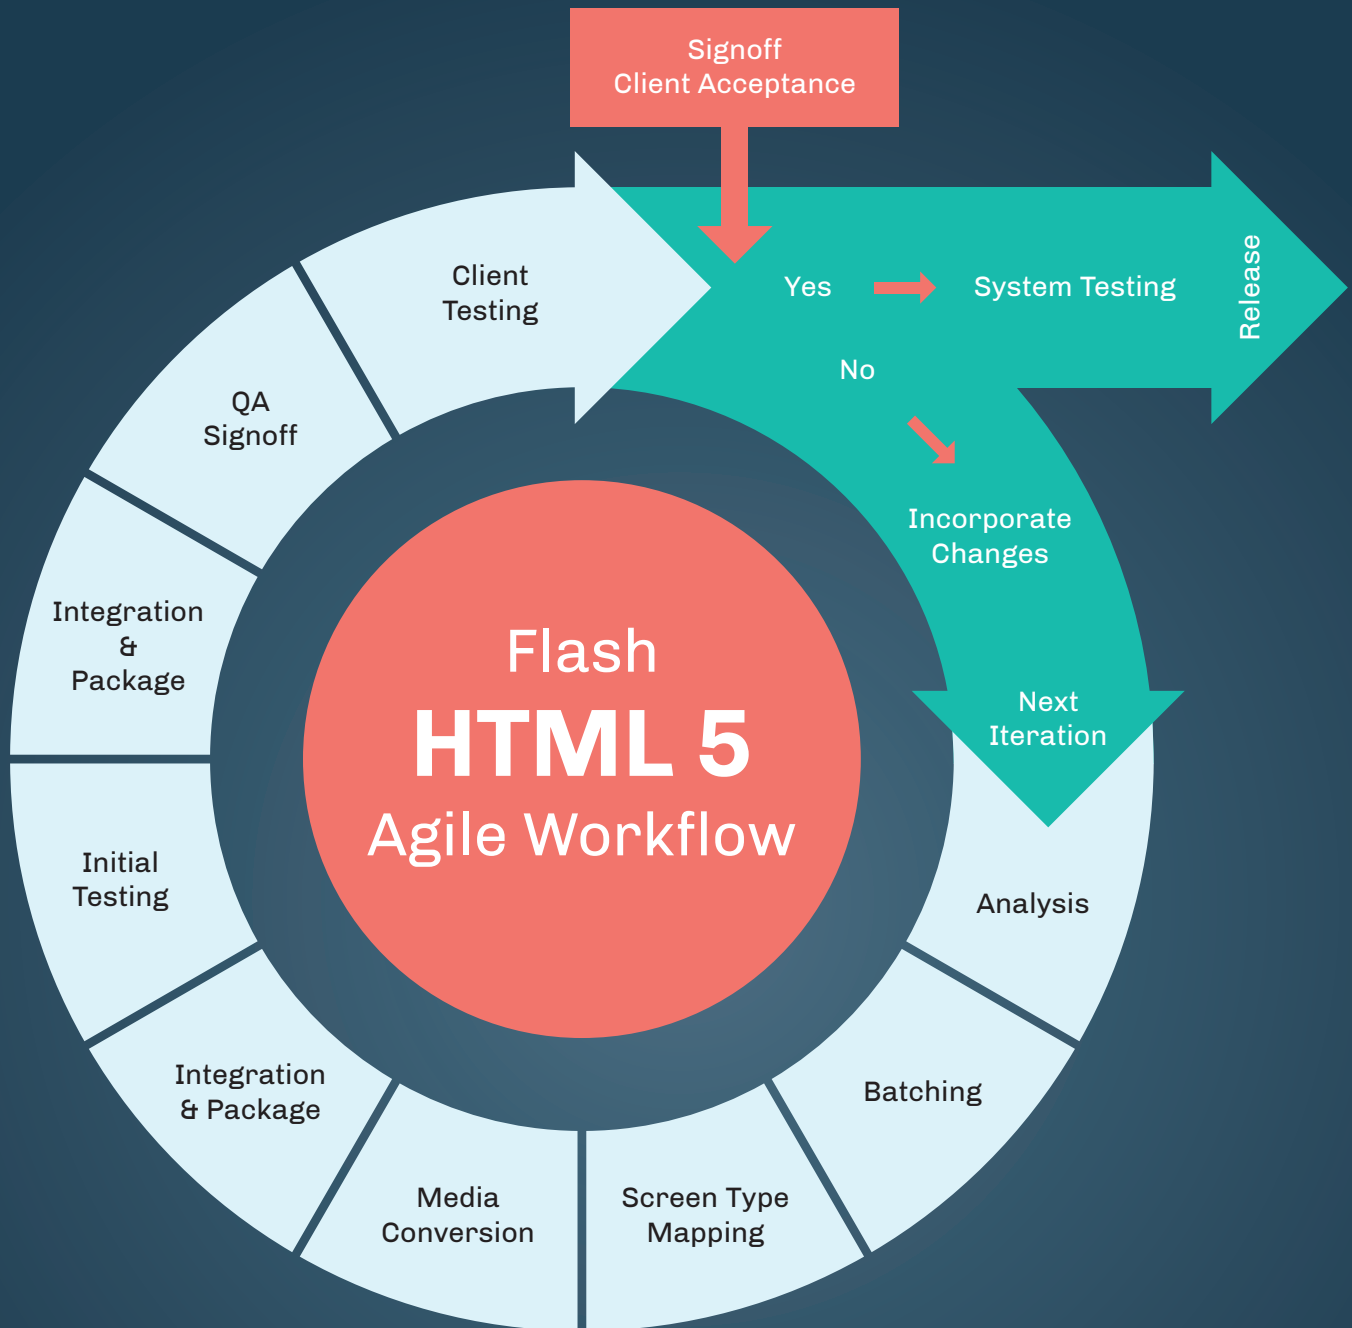 Signoff
Client Acceptance
Client
Testing
Yes
System Testing
Release
No
Incorporate
Changes
Next
Iteration
Analysis
Batching
Screen Type
Mapping
Media
Conversion
Integration
& Package
Initial
Testing
Integration
&
Package
QA
Signoff
Flash
HTML 5
Agile Workflow